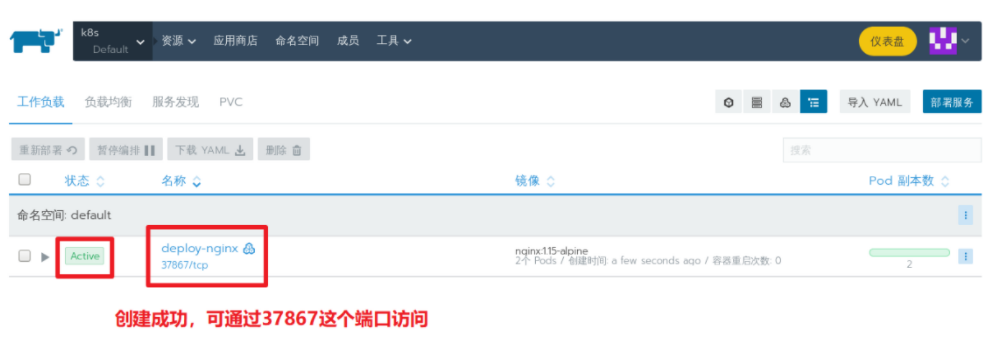 k8s
Default
资源 应用商店 命名空间 成员 工具
仪表盘
工作负载 负载均衡 服务发现 PVC
导入 YAML 部署服务
重新部署 暂停编排 下载 YAML 删除 搜索
状态 名称 镜像 Pod 副本数
命名空间: default
Active
deploy-nginx
37867/tcp
nginx:1.15-alpine
2个 Pods / 创建时间: a few seconds ago / 容器重启次数: 0
2
创建成功，可通过37867这个端口访问